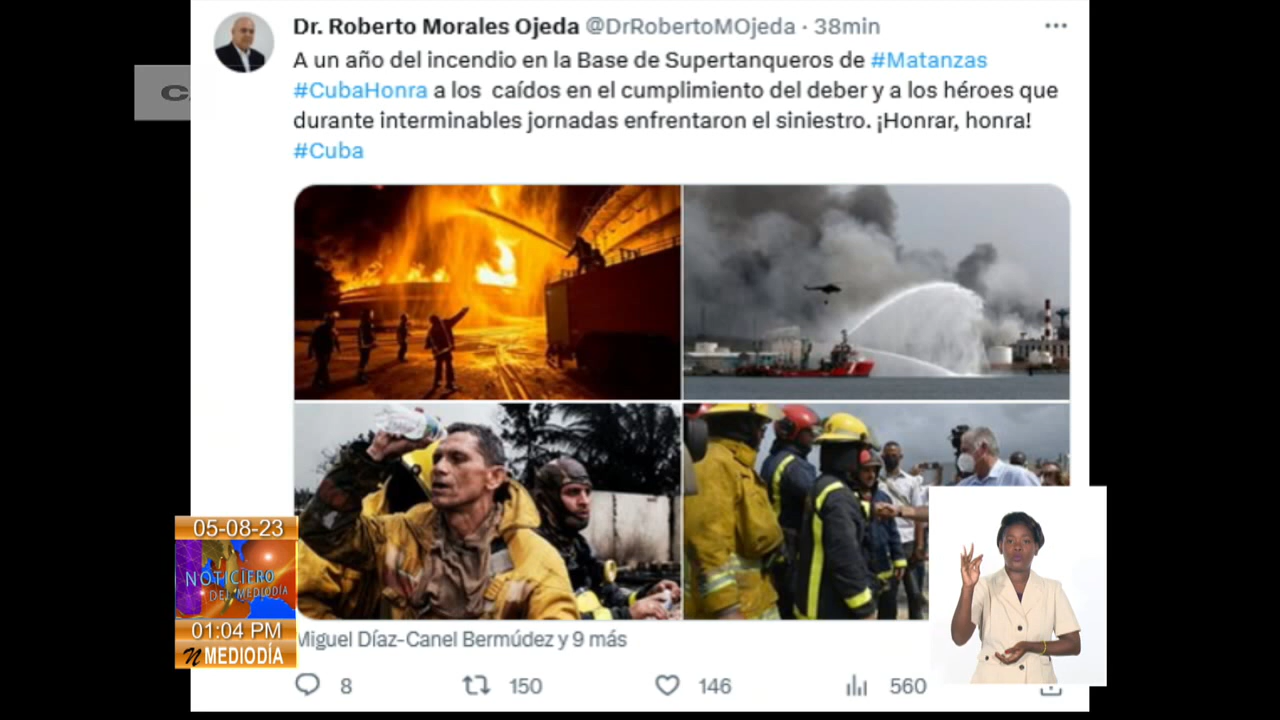 Dr. Roberto Morales Ojeda @DrRobertoMOjeda · 38min
A un año del incendio en la Base de Supertanqueros de #Matanzas
#CubaHonra a los caídos en el cumplimiento del deber y a los héroes que
durante interminables jornadas enfrentaron el siniestro. ¡Honrar, honra!
#Cuba
05-08-23
NOTICIERO
DEL MEDIODÍA
01:04 PM
N MEDIODÍA
Miguel Díaz-Canel Bermúdez y 9 más
8 150 146 560